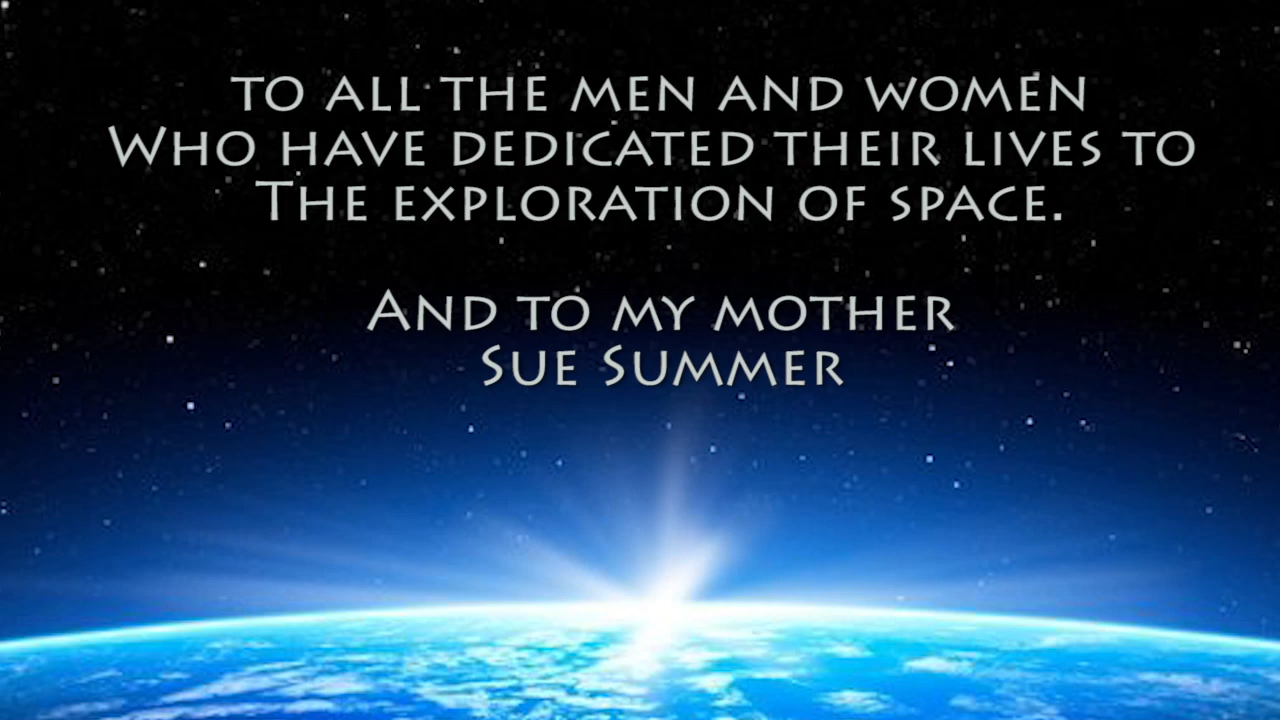 TO ALL THE MEN AND WOMEN
WHO HAVE DEDICATED THEIR LIVES TO
THE EXPLORATION OF SPACE.
AND TO MY MOTHER
SUE SUMMER